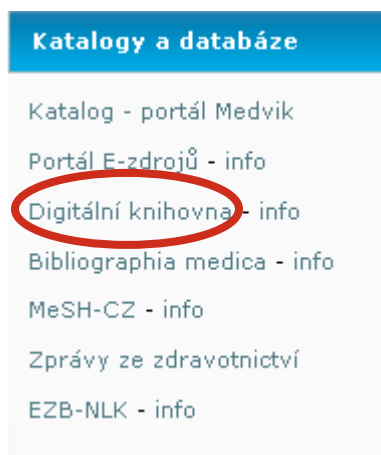 Katalogy a databáze
Katalog - portál Medvik
Portál E-zdrojů - info
Digitální knihovna - info
Bibliographia medica - info
MeSH-CZ - info
Zprávy ze zdravotnictví
EZB-NLK - info